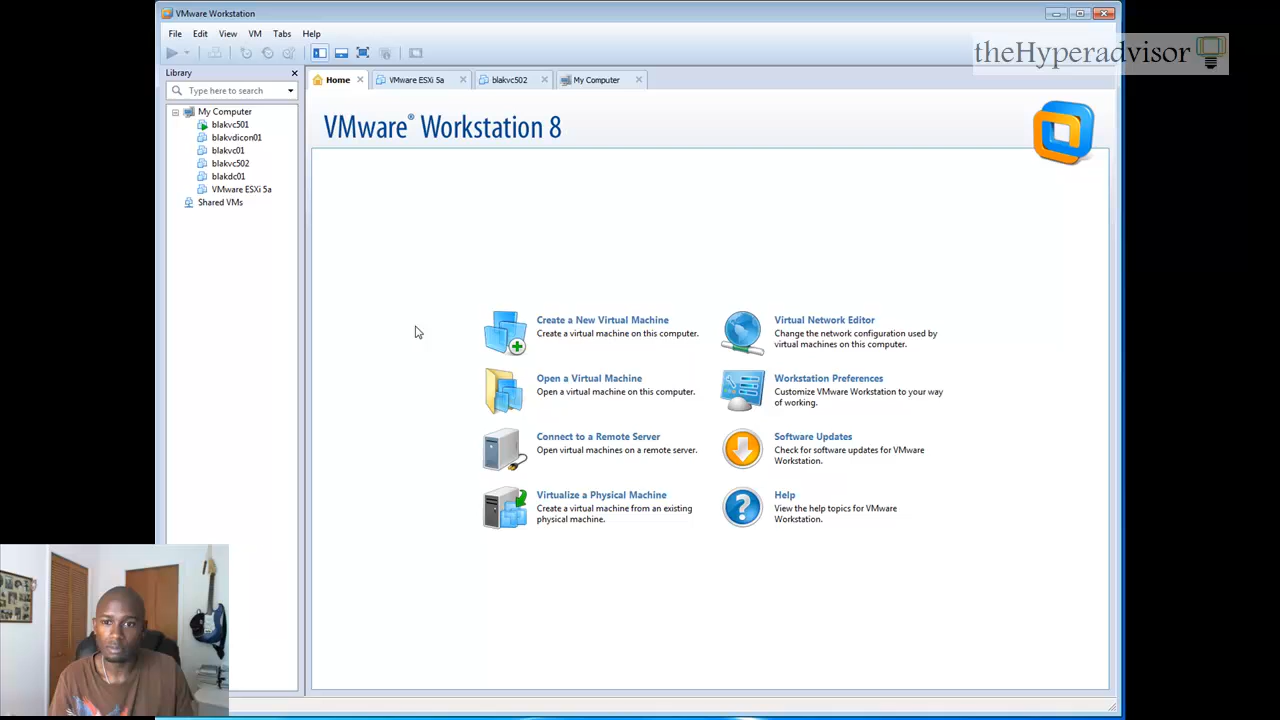 VMware Workstation
File Edit View VM Tabs Help
theHyperadvisor
Library
Type here to search
Home VMware ESXi 5a blakvc502 My Computer
My Computer
blakvc501
blakvdicon01
blakvc01
blakvc502
blakdc01
VMware ESXi 5a
Shared VMs
VMware® Workstation 8
Create a New Virtual Machine
Create a virtual machine on this computer.
Virtual Network Editor
Change the network configuration used by
virtual machines on this computer.
Open a Virtual Machine
Open a virtual machine on this computer.
Workstation Preferences
Customize VMware Workstation to your way
of working.
Connect to a Remote Server
Open virtual machines on a remote server.
Software Updates
Check for software updates for VMware
Workstation.
Virtualize a Physical Machine
Create a virtual machine from an existing
physical machine.
Help
View the help topics for VMware
Workstation.